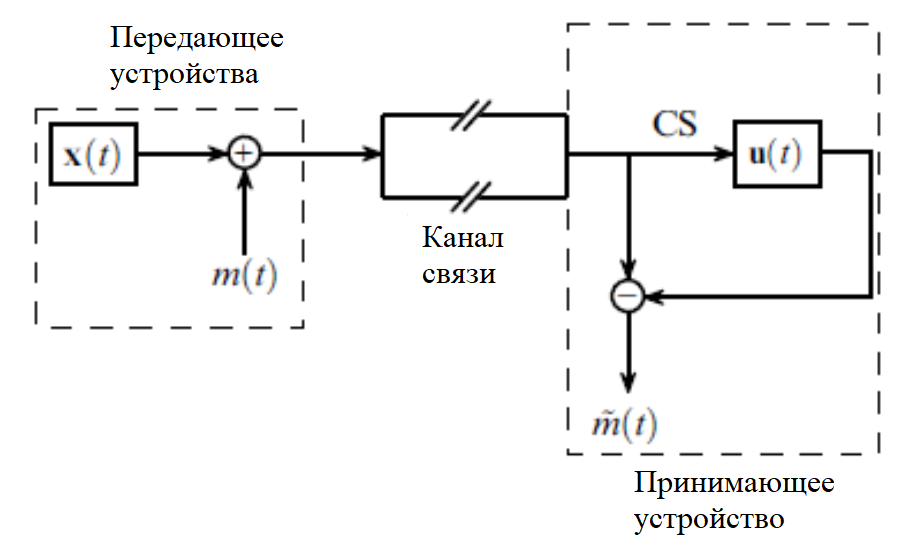 Передающее
устройства
x(t)
+
m(t)
Канал
связи
CS
u(t)
−
m̃(t)
Принимающее
устройство